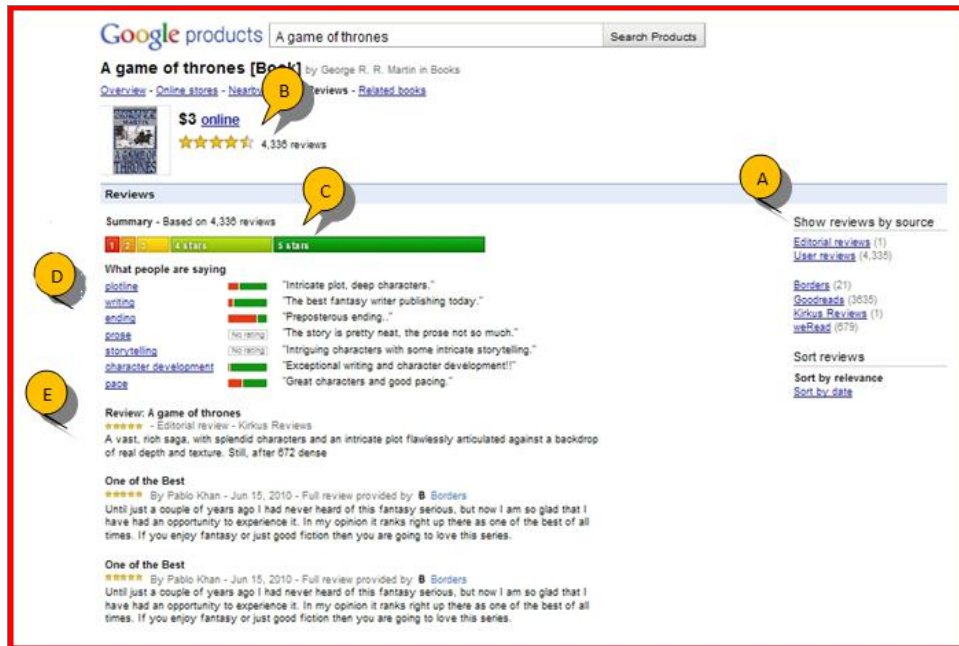 Google products A game of thrones Search Products
A game of thrones [Book] by George R. R. Martin in Books
Overview - Online stores - Nearby Reviews - Related books
B
$3 online
4,336 reviews
A GAME OF THRONES
Reviews
C
A
Summary - Based on 4,336 reviews
1 2 3 4 stars 5 stars
Show reviews by source
Editorial reviews (1)
User reviews (4,335)
Borders (21)
Goodreads (3635)
Kirkus Reviews (1)
weRead (679)
Sort reviews
Sort by relevance
Sort by date
D
What people are saying
plotline "Intricate plot, deep characters."
writing "The best fantasy writer publishing today."
ending "Preposterous ending.."
prose No rating "The story is pretty neat, the prose not so much."
storytelling No rating "Intriguing characters with some intricate storytelling."
character development "Exceptional writing and character development!!"
pace "Great characters and good pacing."
E
Review: A game of thrones
- Editorial review - Kirkus Reviews
A vast, rich saga, with splendid characters and an intricate plot flawlessly articulated against a backdrop
of real depth and texture. Still, after 672 dense
One of the Best
By Pablo Khan - Jun 15, 2010 - Full review provided by B Borders
Until just a couple of years ago I had never heard of this fantasy serious, but now I am so glad that I
have had an opportunity to experience it. In my opinion it ranks right up there as one of the best of all
times. If you enjoy fantasy or just good fiction then you are going to love this series.
One of the Best
By Pablo Khan - Jun 15, 2010 - Full review provided by B Borders
Until just a couple of years ago I had never heard of this fantasy serious, but now I am so glad that I
have had an opportunity to experience it. In my opinion it ranks right up there as one of the best of all
times. If you enjoy fantasy or just good fiction then you are going to love this series.